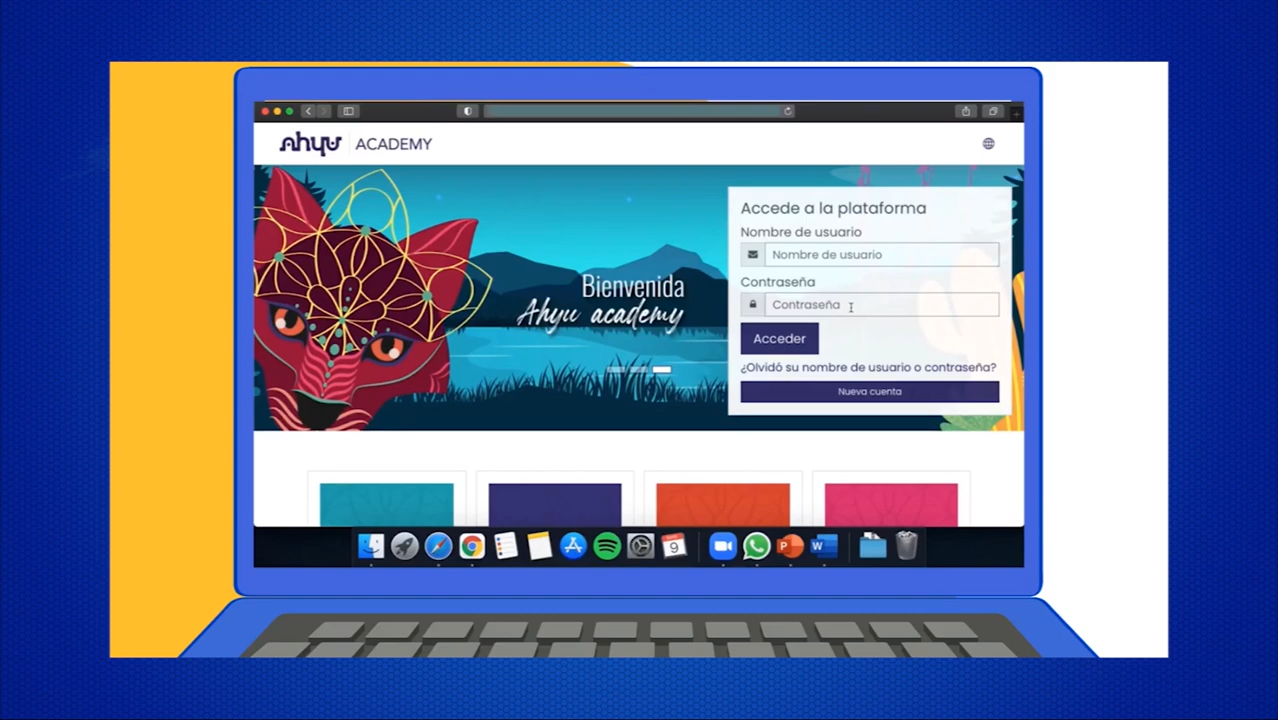 Ahyu ACADEMY
Bienvenida
Ahyu academy
Accede a la plataforma
Nombre de usuario
Nombre de usuario
Contraseña
Contraseña
Acceder
¿Olvidó su nombre de usuario o contraseña?
Nueva cuenta
9
P
W